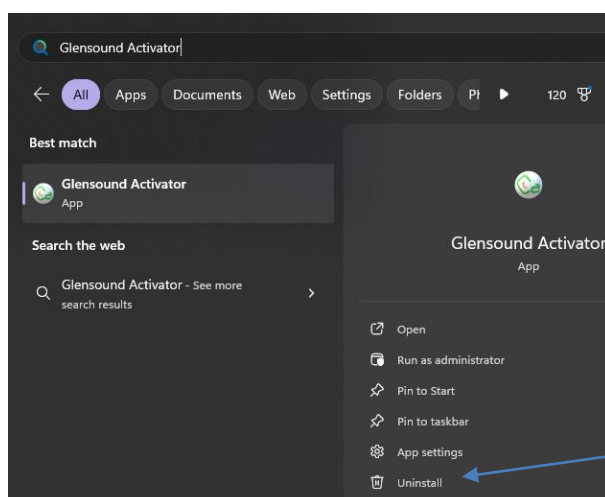 Glensound Activator
All Apps Documents Web Settings Folders 120
Best match
Glensound Activator
App
Search the web
Glensound Activator - See more
search results
Glensound Activator
App
Open
Run as administrator
Pin to Start
Pin to taskbar
App settings
Uninstall